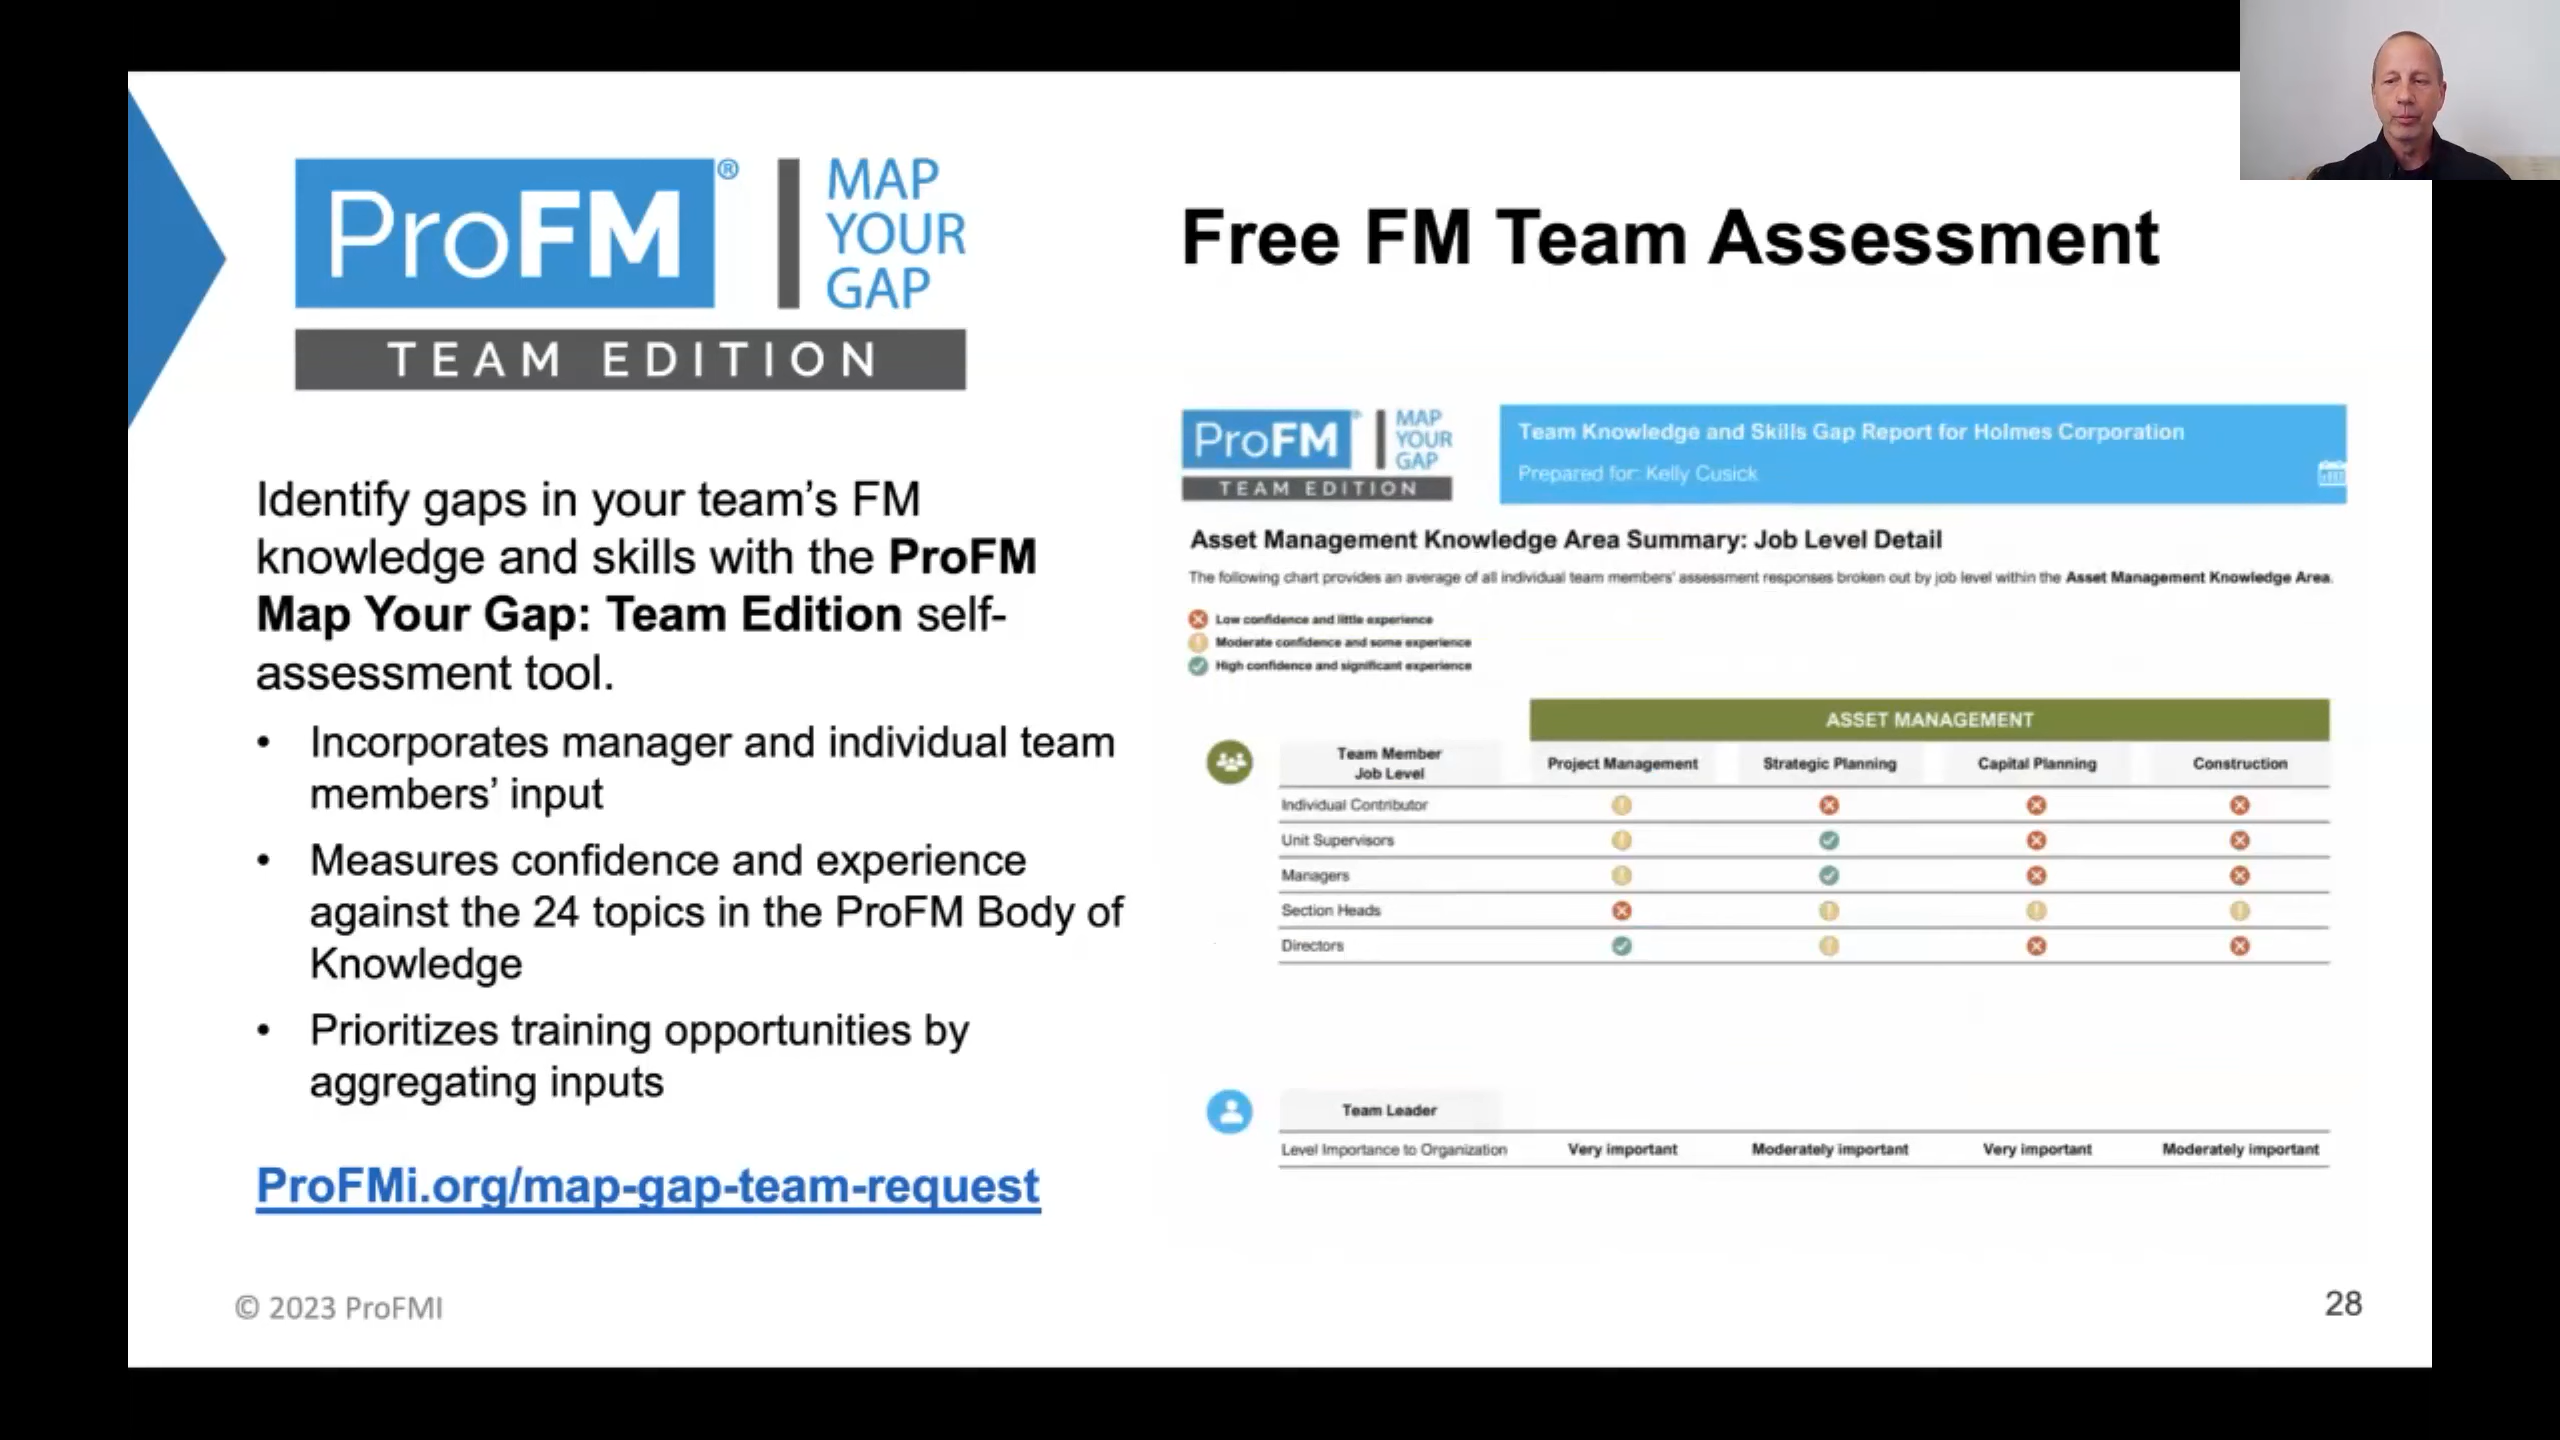 ProFM®
MAP
YOUR
GAP
TEAM EDITION
Free FM Team Assessment
Identify gaps in your team’s FM
knowledge and skills with the ProFM
Map Your Gap: Team Edition self-
assessment tool.
• Incorporates manager and individual team
members’ input
• Measures confidence and experience
against the 24 topics in the ProFM Body of
Knowledge
• Prioritizes training opportunities by
aggregating inputs
ProFMi.org/map-gap-team-request
ProFM®
MAP
YOUR
GAP
TEAM EDITION
Team Knowledge and Skills Gap Report for Holmes Corporation
Prepared for: Kelly Cusick
Asset Management Knowledge Area Summary: Job Level Detail
The following chart provides an average of all individual team members’ assessment responses broken out by job level within the Asset Management Knowledge Area.
Low confidence and little experience
Moderate confidence and some experience
High confidence and significant experience
ASSET MANAGEMENT
Team Member
Job Level
Project Management Strategic Planning Capital Planning Construction
Individual Contributor
Unit Supervisors
Managers
Section Heads
Directors
Team Leader
Level Importance to Organization Very important Moderately important Very important Moderately important
© 2023 ProFMI
28